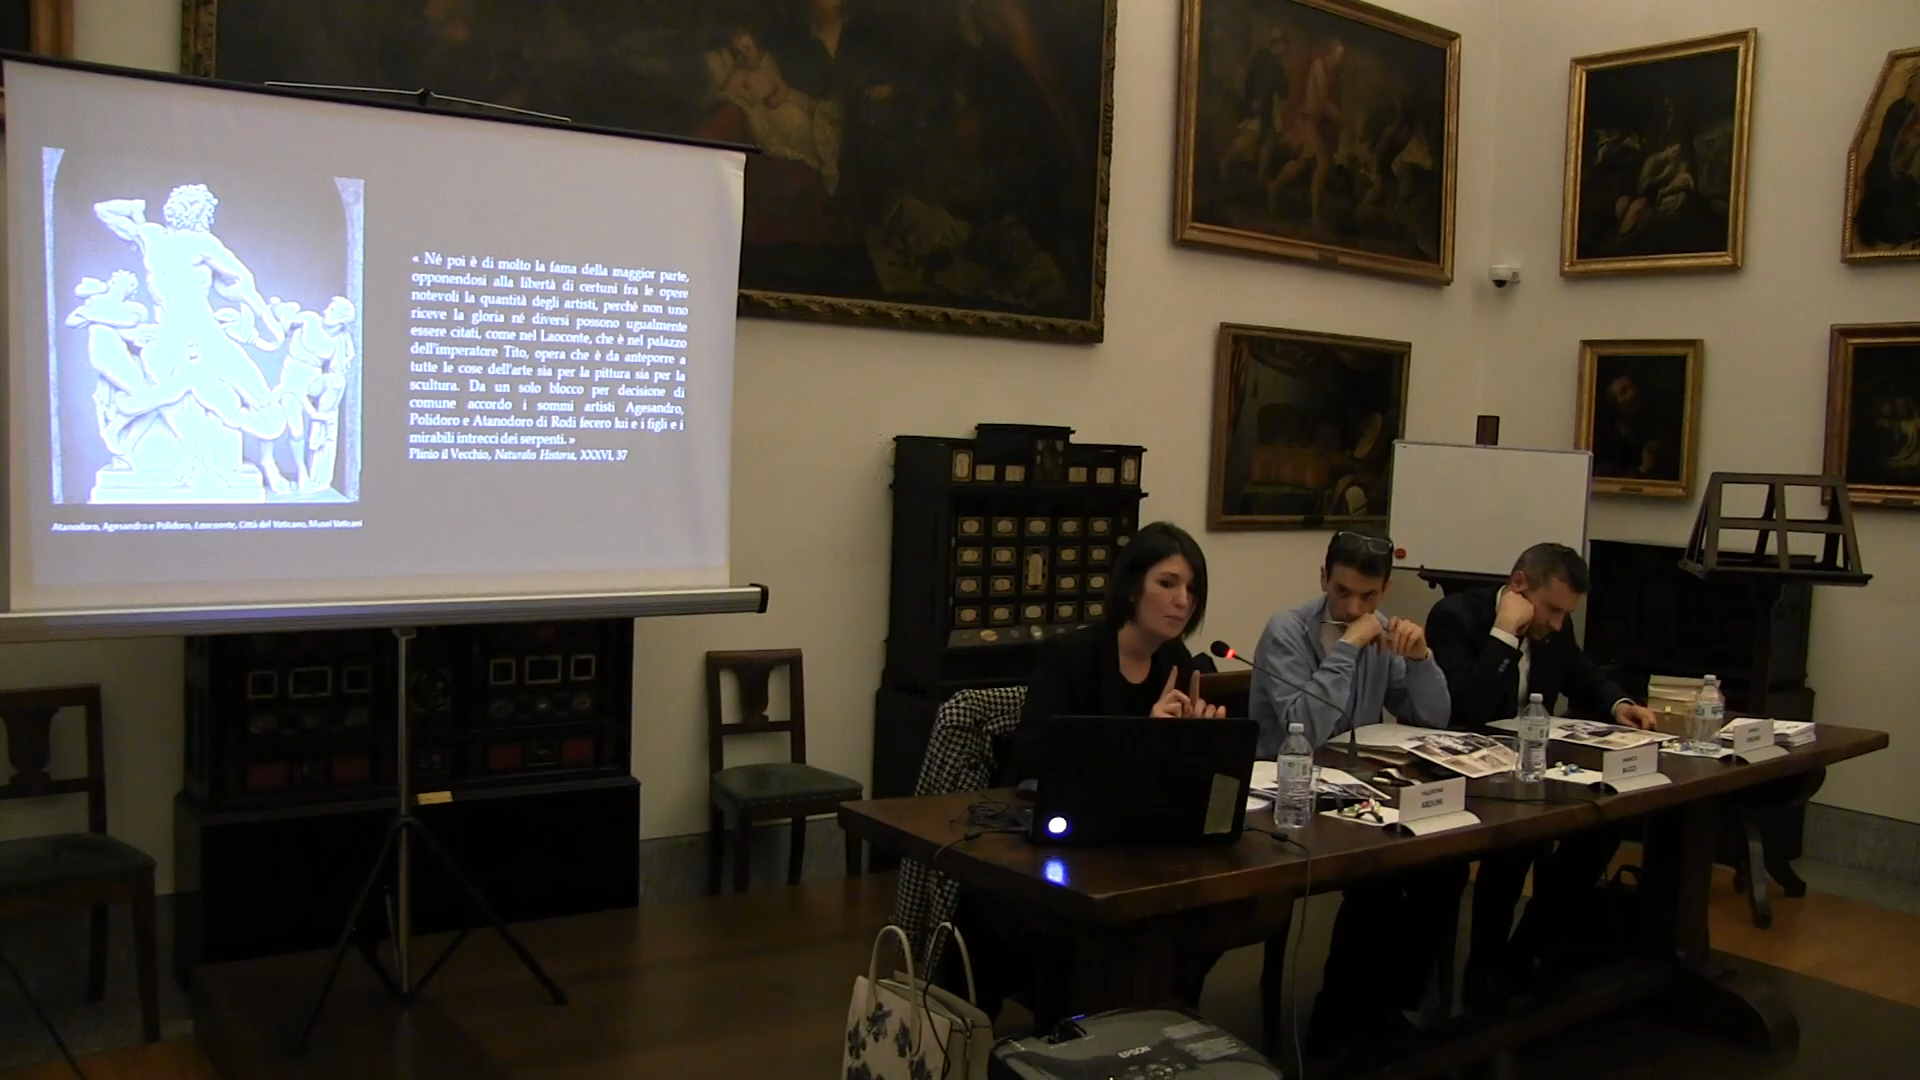 « Né poi è di molto la fama della maggior parte,
opponendosi alla libertà di certuni fra le opere
notevoli la quantità degli artisti, perché non uno
riceve la gloria né diversi possono ugualmente
essere citati, come nel Laoconte, che è nel palazzo
dell'imperatore Tito, opera che è da anteporre a
tutte le cose dell'arte sia per la pittura sia per la
scultura. Da un solo blocco per decisione di
comune accordo i sommi artisti Agesandro,
Polidoro e Atanodoro di Rodi fecero lui e i figli e i
mirabili intrecci dei serpenti. »
Plinio il Vecchio, Naturalis Historia, XXXVI, 37
Atanodoro, Agesandro e Polidoro, Laocoonte, Città del Vaticano, Musei Vaticani
VALENTINA
FRANCO
BUZZI
EPSON